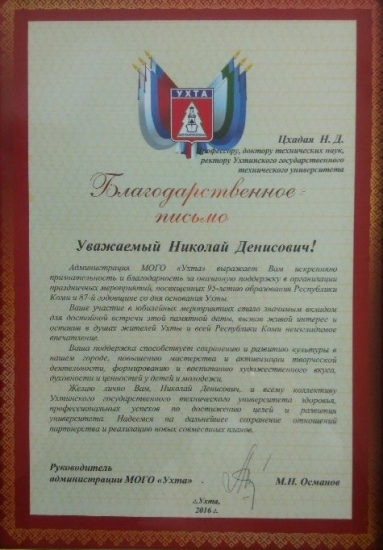 УХТА
Цхадая Н. Д.
Профессору, доктору технических наук,
ректору Ухтинского государственного
технического университета
Благодарственное
письмо
Уважаемый Николай Денисович!
Администрация МОГО «Ухта» выражает Вам искреннюю
признательность и благодарность за оказанную поддержку в организации
праздничных мероприятий, посвященных 95-летию образования Республики
Коми и 87-й годовщине со дня основания Ухты.
Ваше участие в юбилейных мероприятиях стало значимым вкладом
для достойной встречи этой памятной даты, вызвав живой интерес и
оставив в душах жителей Ухты и всей Республики Коми неизгладимое
впечатление.
Ваша поддержка способствует сохранению и развитию культуры в
нашем городе, повышению мастерства и активизации творческой
деятельности, формированию и воспитанию художественного вкуса,
духовности и ценностей у детей и молодежи.
Желаю лично Вам, Николай Денисович, и всему коллективу
Ухтинского государственного технического университета здоровья,
профессиональных успехов по достижению целей и развития
университета. Надеемся на дальнейшее сохранение отношений
партнерства и реализацию новых совместных планов.
Руководитель
администрации МОГО «Ухта»
М.Н. Османов
г.Ухта,
2016 г.